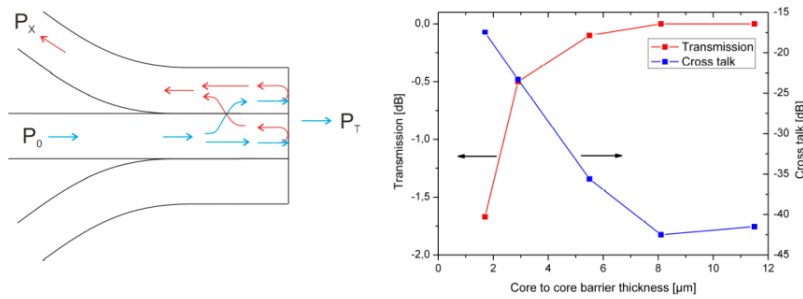 P_X
P_0
P_T
0,0
-0,5
-1,0
-1,5
-2,0
Transmission [dB]
Transmission
Cross talk
-15
-20
-25
-30
-35
-40
-45
Cross talk [dB]
0 2 4 6 8 10 12
Core to core barrier thickness [µm]